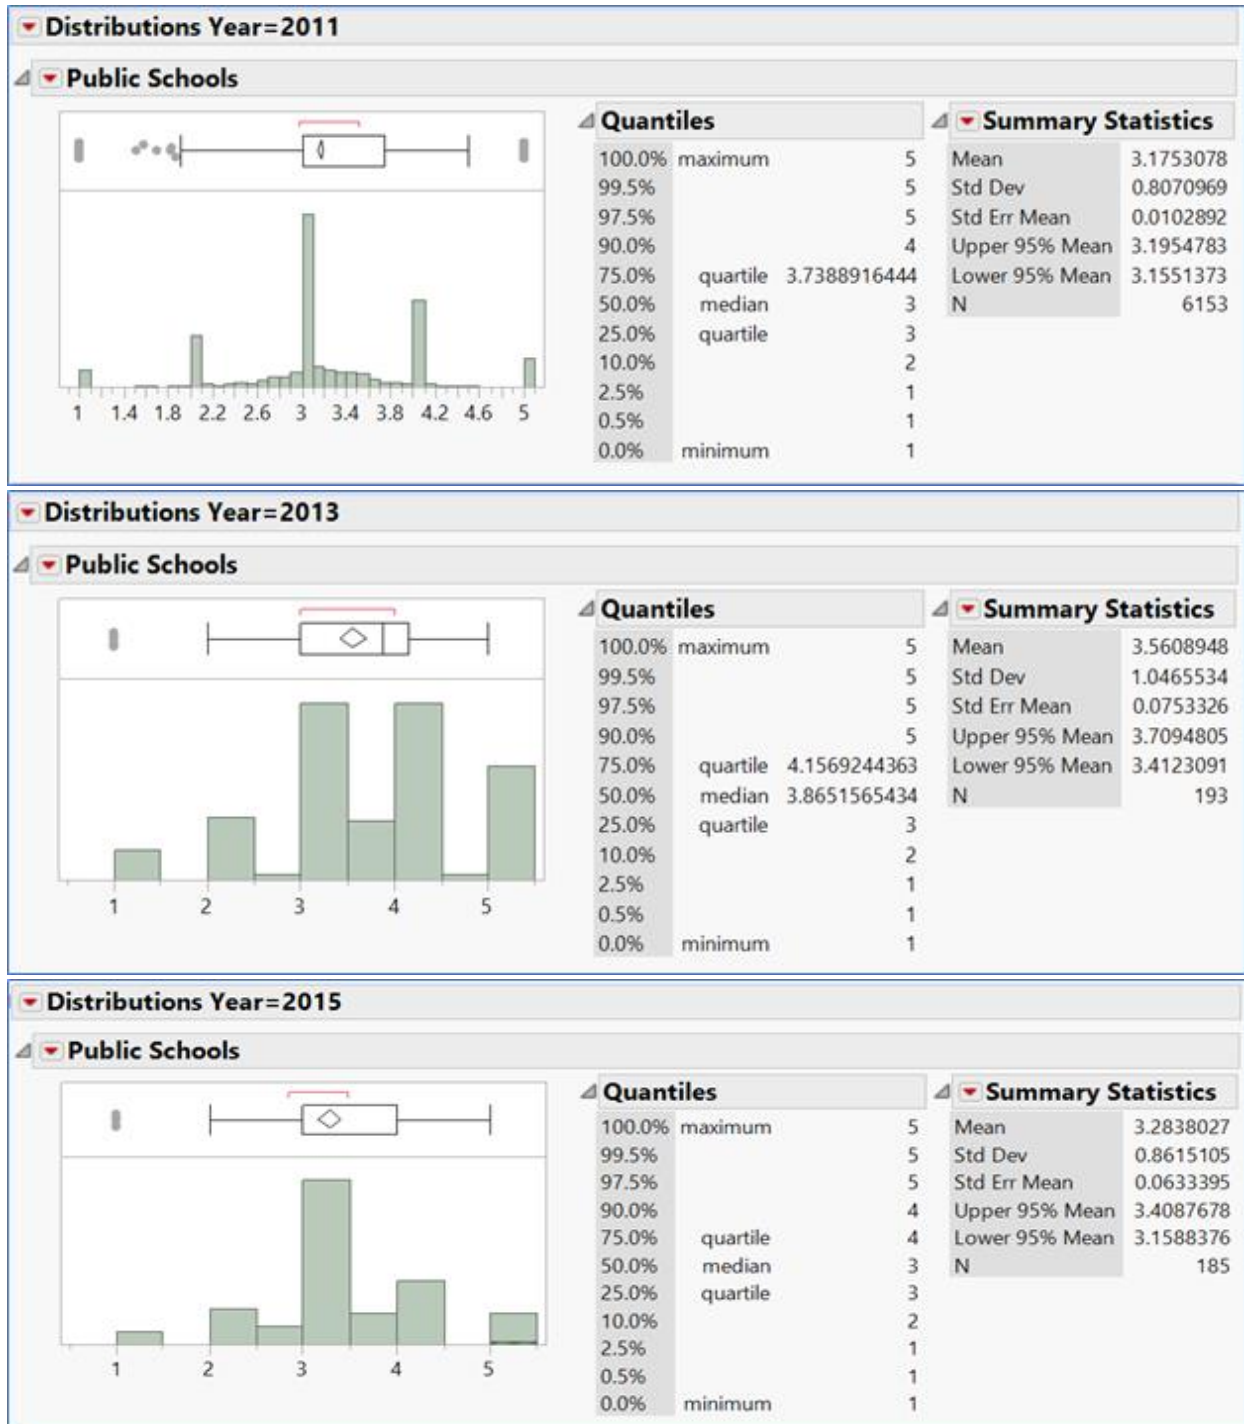 Distributions Year=2011
Public Schools
1 1.4 1.8 2.2 2.6 3 3.4 3.8 4.2 4.6 5
Quantiles
100.0% maximum 5
99.5% 5
97.5% 5
90.0% 4
75.0% quartile 3.7388916444
50.0% median 3
25.0% quartile 3
10.0% 2
2.5% 1
0.5% 1
0.0% minimum 1
Summary Statistics
Mean 3.1753078
Std Dev 0.8070969
Std Err Mean 0.0102892
Upper 95% Mean 3.1954783
Lower 95% Mean 3.1551373
N 6153
Distributions Year=2013
Public Schools
1 2 3 4 5
Quantiles
100.0% maximum 5
99.5% 5
97.5% 5
90.0% 5
75.0% quartile 4.1569244363
50.0% median 3.8651565434
25.0% quartile 3
10.0% 2
2.5% 1
0.5% 1
0.0% minimum 1
Summary Statistics
Mean 3.5608948
Std Dev 1.0465534
Std Err Mean 0.0753326
Upper 95% Mean 3.7094805
Lower 95% Mean 3.4123091
N 193
Distributions Year=2015
Public Schools
1 2 3 4 5
Quantiles
100.0% maximum 5
99.5% 5
97.5% 5
90.0% 4
75.0% quartile 4
50.0% median 3
25.0% quartile 3
10.0% 2
2.5% 1
0.5% 1
0.0% minimum 1
Summary Statistics
Mean 3.2838027
Std Dev 0.8615105
Std Err Mean 0.0633395
Upper 95% Mean 3.4087678
Lower 95% Mean 3.1588376
N 185